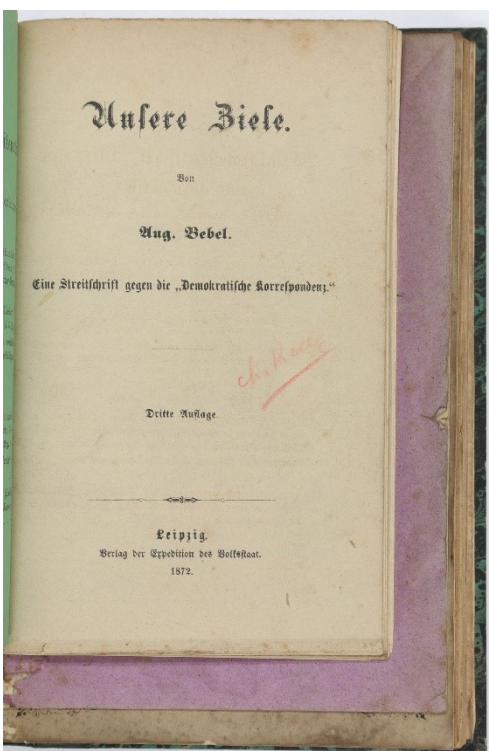 Unsere Ziele.
Von
Aug. Bebel.
Eine Streitschrift gegen die „Demokratische Korrespondenz.“
Dritte Auflage.
Leipzig.
Verlag der Expedition des Volksstaat.
1872.